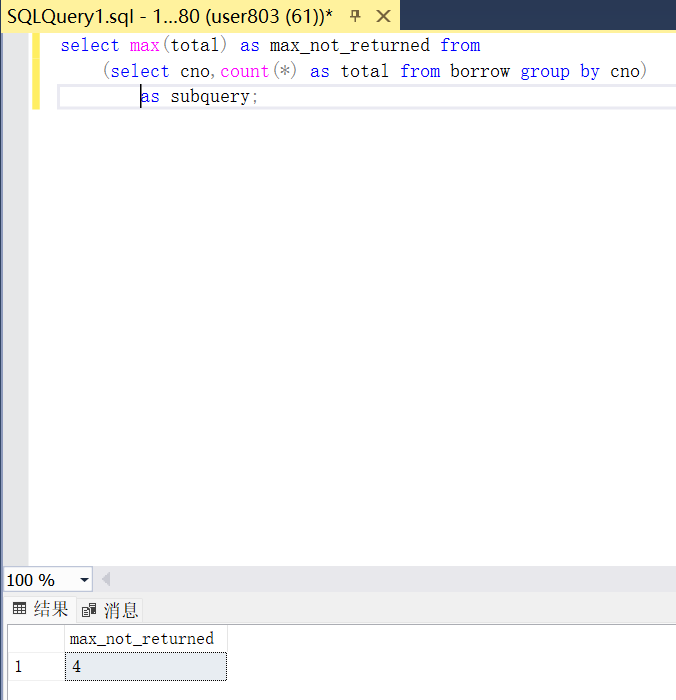 SQLQuery1.sql - 1...80 (user803 (61))*
select max(total) as max_not_returned from
(select cno,count(*) as total from borrow group by cno)
as subquery;
100 %
结果 消息
max_not_returned
1 4